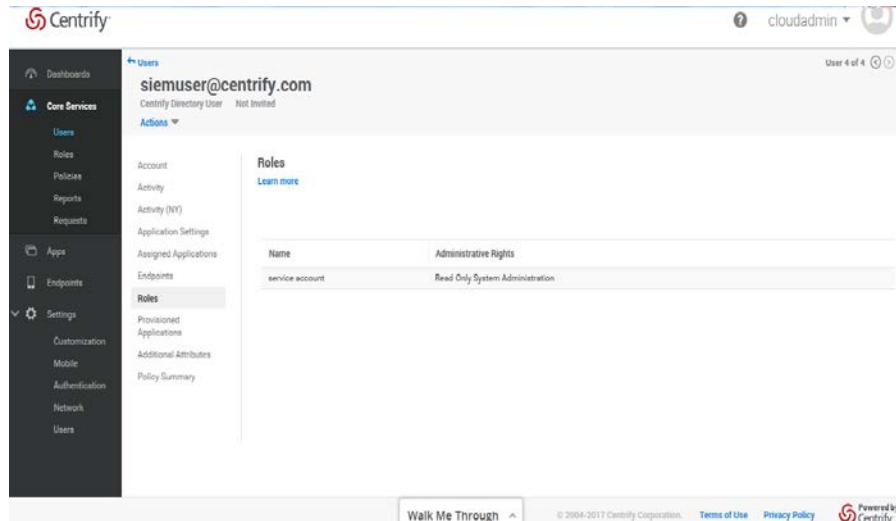 Centrify
cloudadmin
Dashboards
Core Services
Users
Roles
Policies
Reports
Requests
Apps
Endpoints
Settings
Customization
Mobile
Authentication
Network
Users
Users
User 4 of 4
siemuser@centrify.com
Centrify Directory User Not Invited
Actions
Account
Activity
Activity (NY)
Application Settings
Assigned Applications
Endpoints
Roles
Provisioned
Applications
Additional Attributes
Policy Summary
Roles
Learn more
Name Administrative Rights
service account Read Only System Administration
Walk Me Through
© 2004-2017 Centrify Corporation. Terms of Use Privacy Policy
Powered by
Centrify